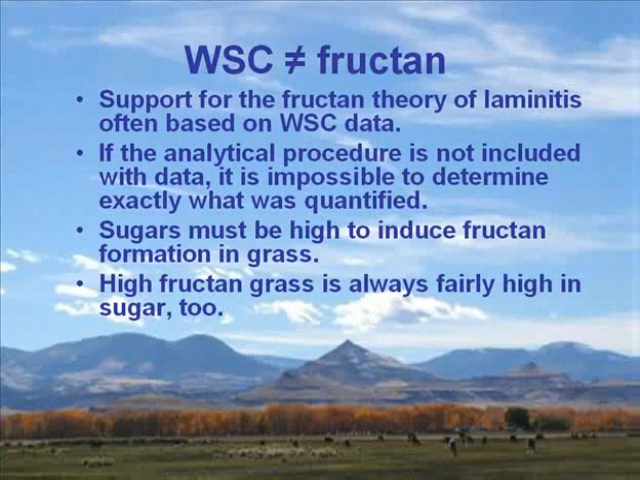 WSC ≠ fructan
• Support for the fructan theory of laminitis
often based on WSC data.
• If the analytical procedure is not included
with data, it is impossible to determine
exactly what was quantified.
• Sugars must be high to induce fructan
formation in grass.
• High fructan grass is always fairly high in
sugar, too.